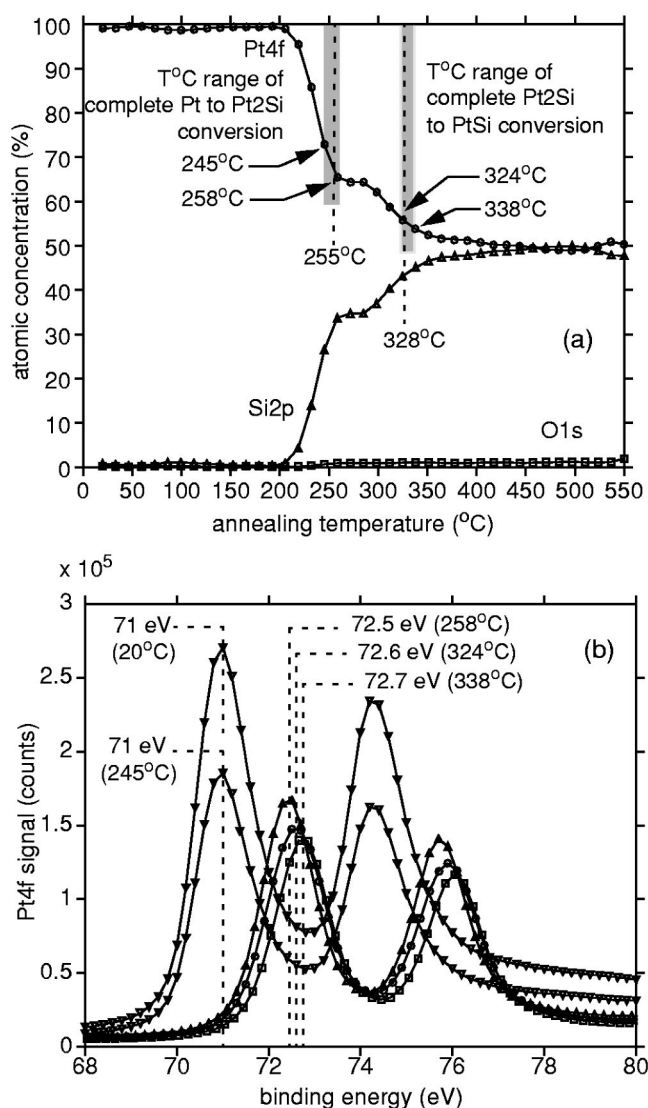 100
90
80
70
60
50
40
30
20
10
0
atomic concentration (%)
Pt4f
T°C range of
complete Pt to Pt2Si
conversion
245°C
258°C
255°C
T°C range of
complete Pt2Si
to PtSi conversion
324°C
338°C
328°C
(a)
Si2p
O1s
0 50 100 150 200 250 300 350 400 450 500 550
annealing temperature (°C)
x 10⁵
3
2.5
2
1.5
1
0.5
0
Pt4f signal (counts)
71 eV
(20°C)
71 eV
(245°C)
72.5 eV (258°C)
72.6 eV (324°C)
72.7 eV (338°C)
(b)
68 70 72 74 76 78 80
binding energy (eV)